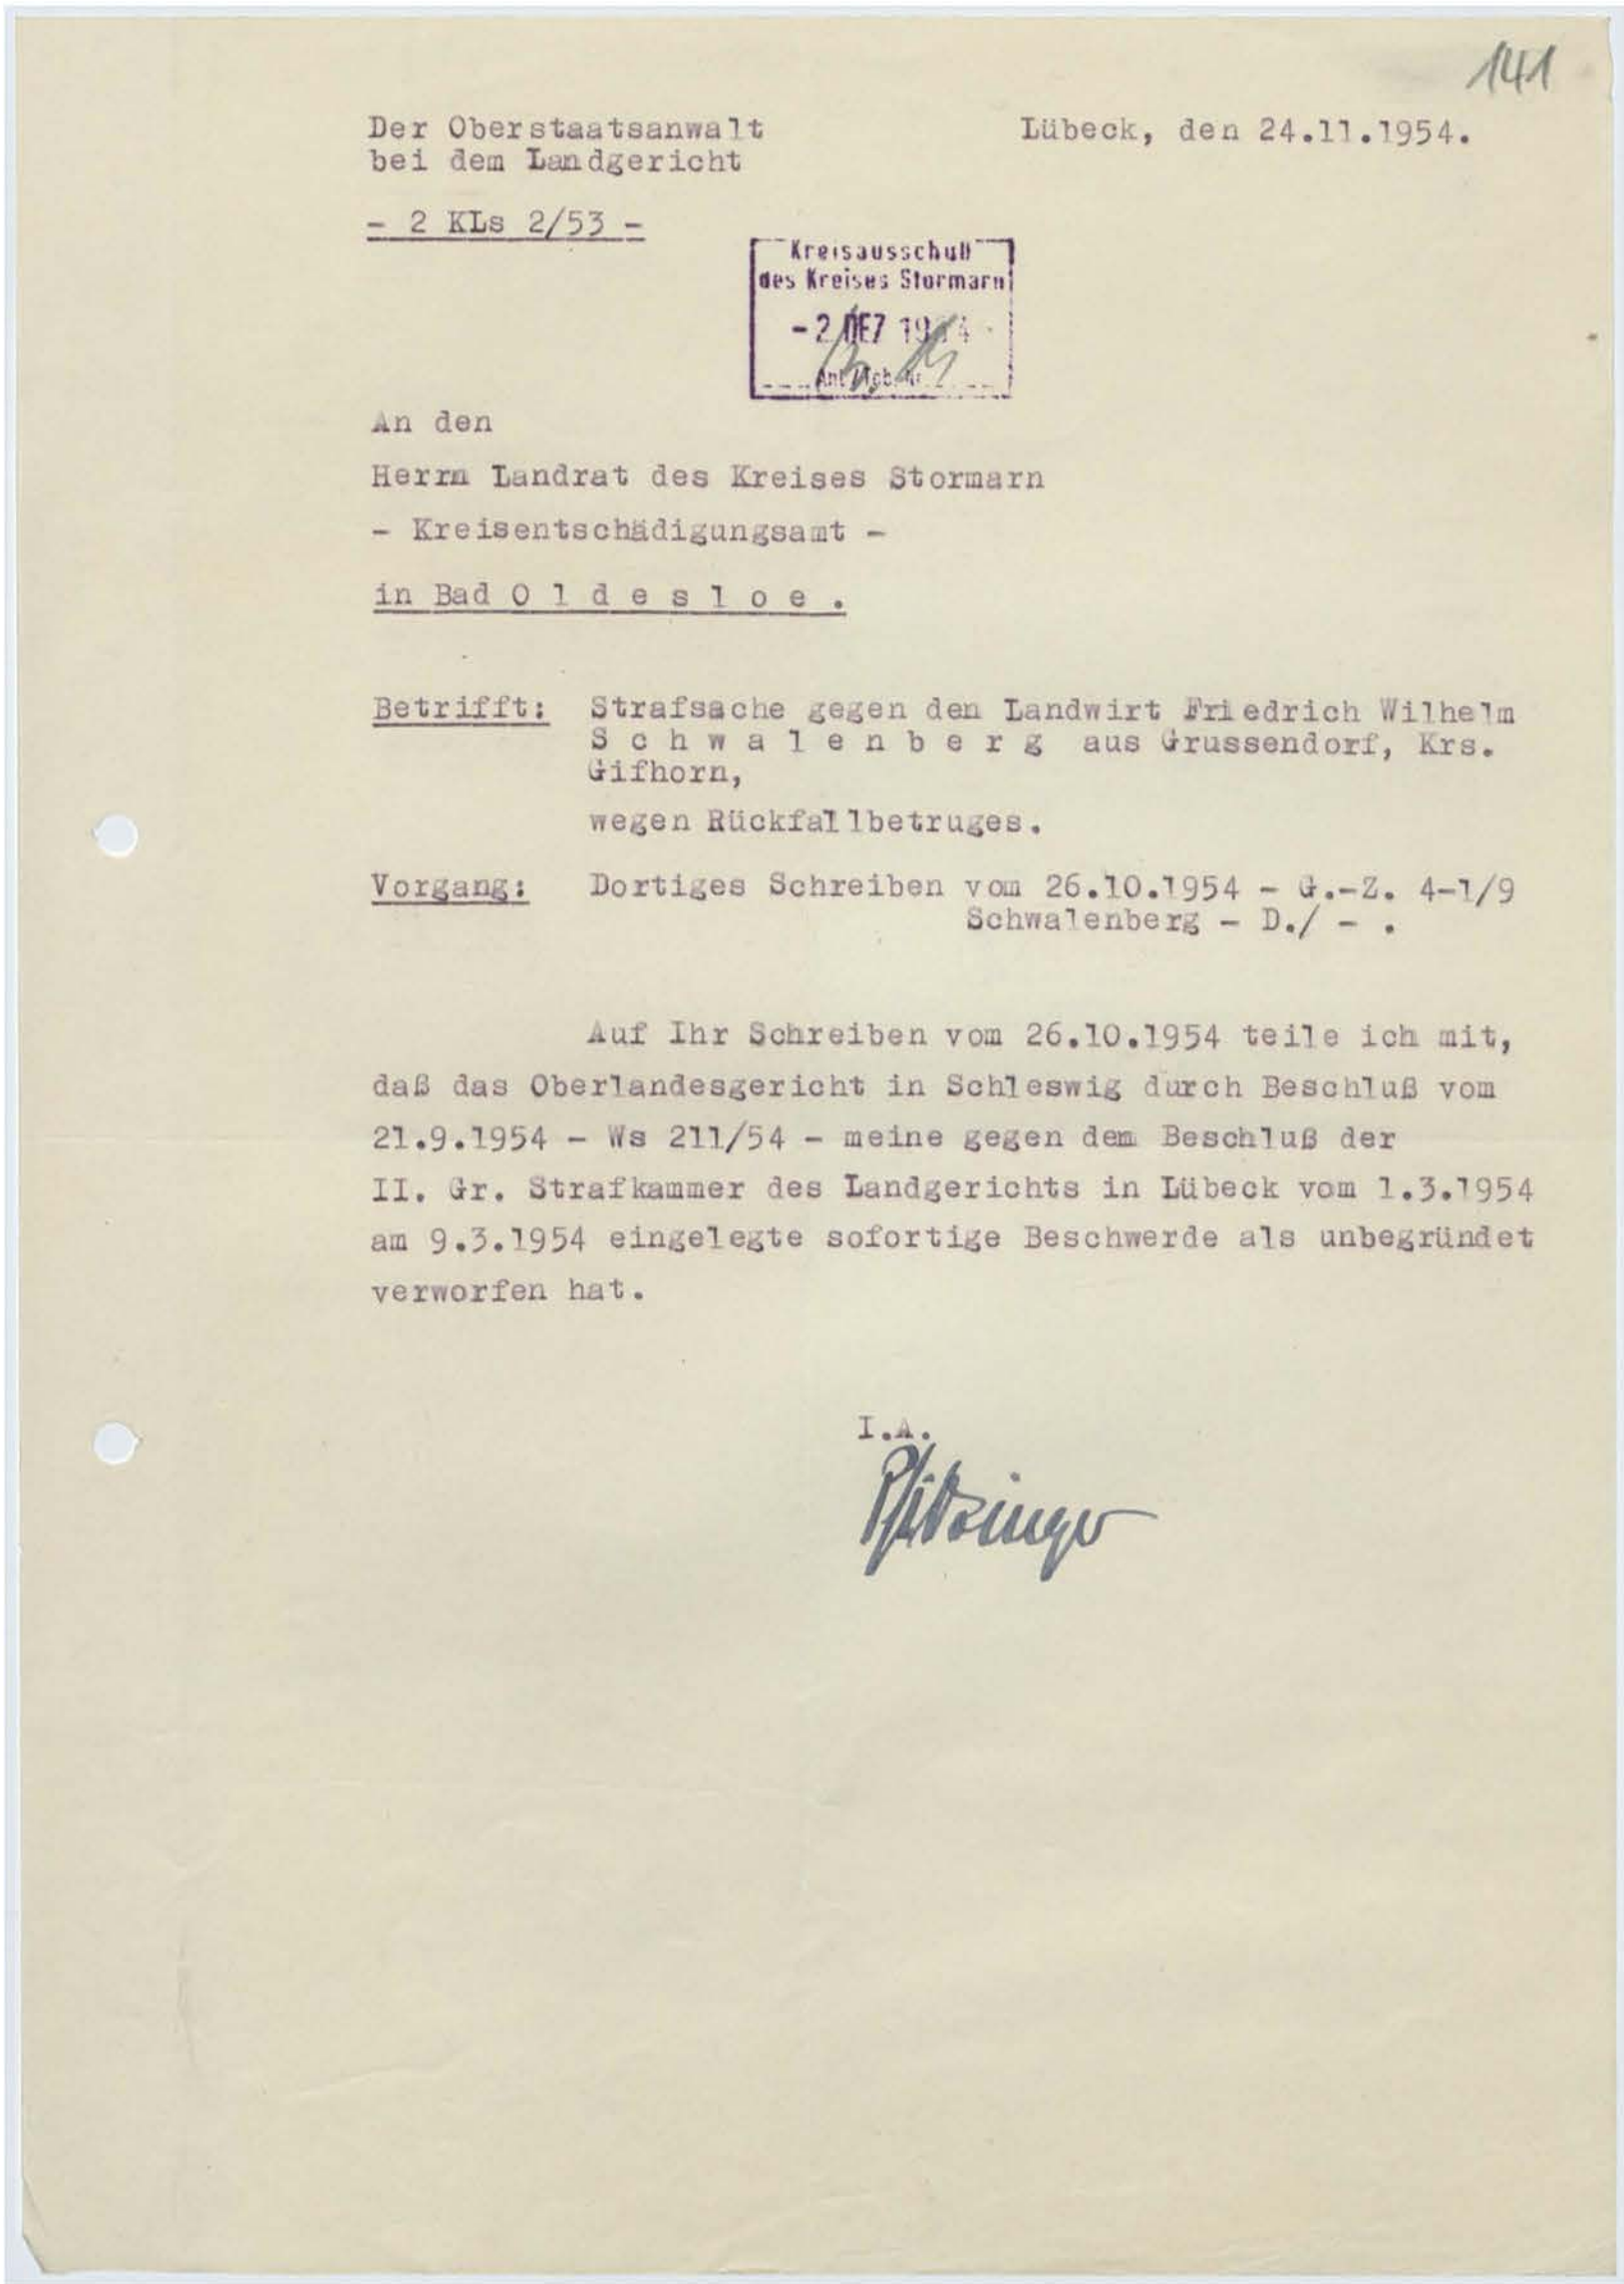 141
Der Oberstaatsanwalt
bei dem Landgericht
Lübeck, den 24.11.1954.
- 2 KLs 2/53 -
Kreisausschuß
des Kreises Stormarn
-2. DEZ 1954
An den
Herrn Landrat des Kreises Stormarn
- Kreisentschädigungsamt -
in Bad O l d e s l o e .
Betrifft: Strafsache gegen den Landwirt Friedrich Wilhelm
S c h w a l e n b e r g aus Grussendorf, Krs.
Gifhorn,
wegen Rückfallbetruges.
Vorgang: Dortiges Schreiben vom 26.10.1954 - G.-Z. 4-1/9
Schwalenberg - D./ - .
Auf Ihr Schreiben vom 26.10.1954 teile ich mit,
daß das Oberlandesgericht in Schleswig durch Beschluß vom
21.9.1954 - Ws 211/54 - meine gegen dem Beschluß der
II. Gr. Strafkammer des Landgerichts in Lübeck vom 1.3.1954
am 9.3.1954 eingelegte sofortige Beschwerde als unbegründet
verworfen hat.
I.A.